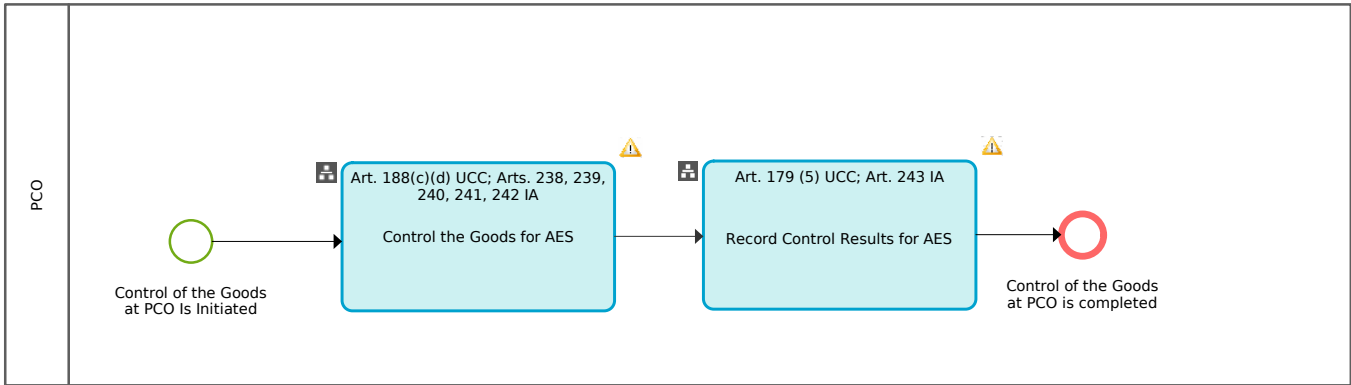 PCO
Control of the Goods
at PCO Is Initiated
Art. 188(c)(d) UCC; Arts. 238, 239,
240, 241, 242 IA
Control the Goods for AES
Art. 179 (5) UCC; Art. 243 IA
Record Control Results for AES
Control of the Goods
at PCO is completed